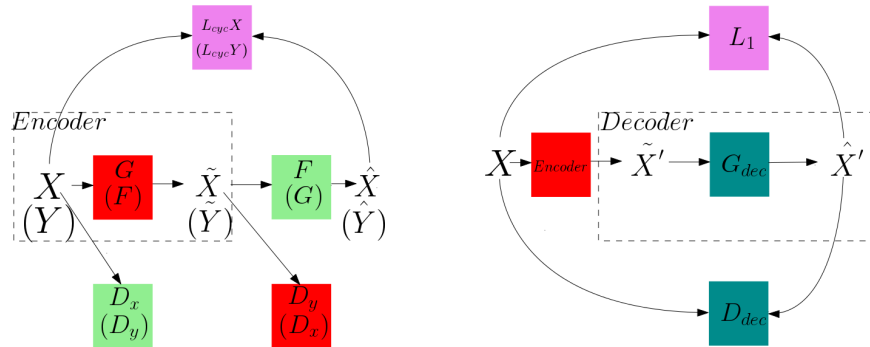 L_{cyc}X
(L_{cyc}Y)
Encoder
X
(Y)
G
(F)
X̃
(Ỹ)
F
(G)
X̂
(Ŷ)
D_x
(D_y)
D_y
(D_x)
L_1
Decoder
X
Encoder
X̃'
G_{dec}
X̂'
D_{dec}